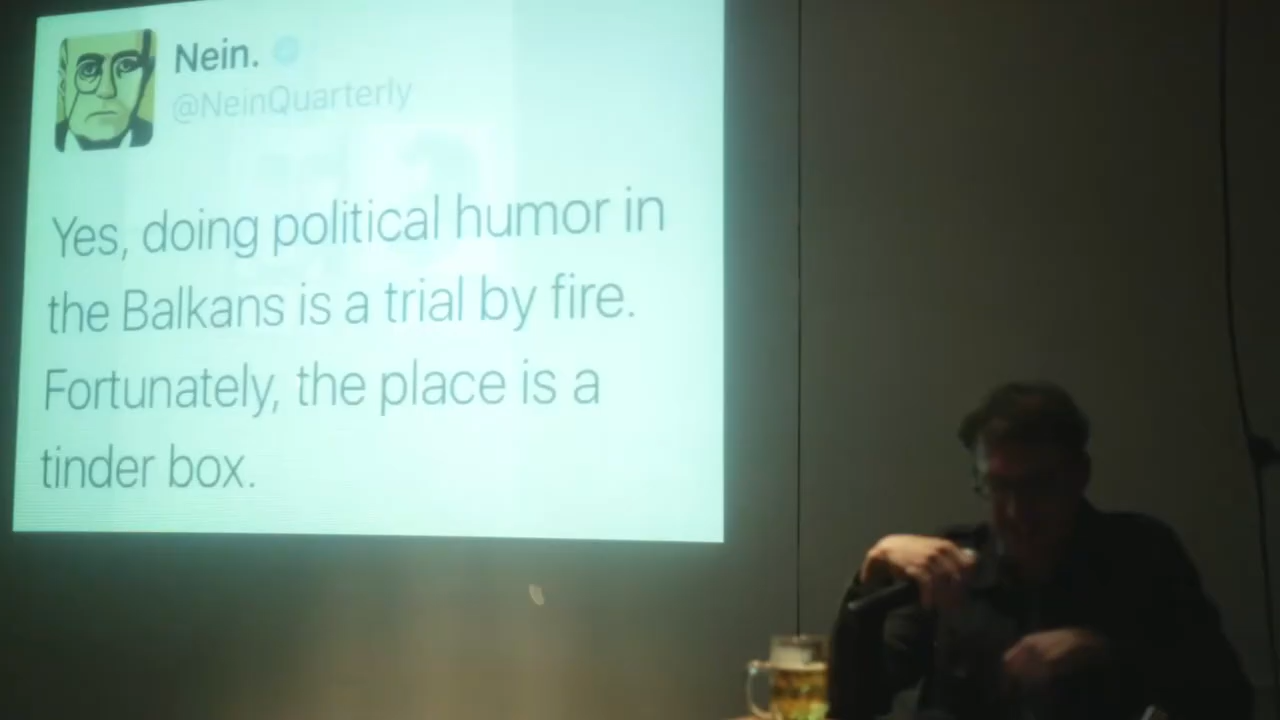 Nein.
@NeinQuarterly
Yes, doing political humor in
the Balkans is a trial by fire.
Fortunately, the place is a
tinder box.